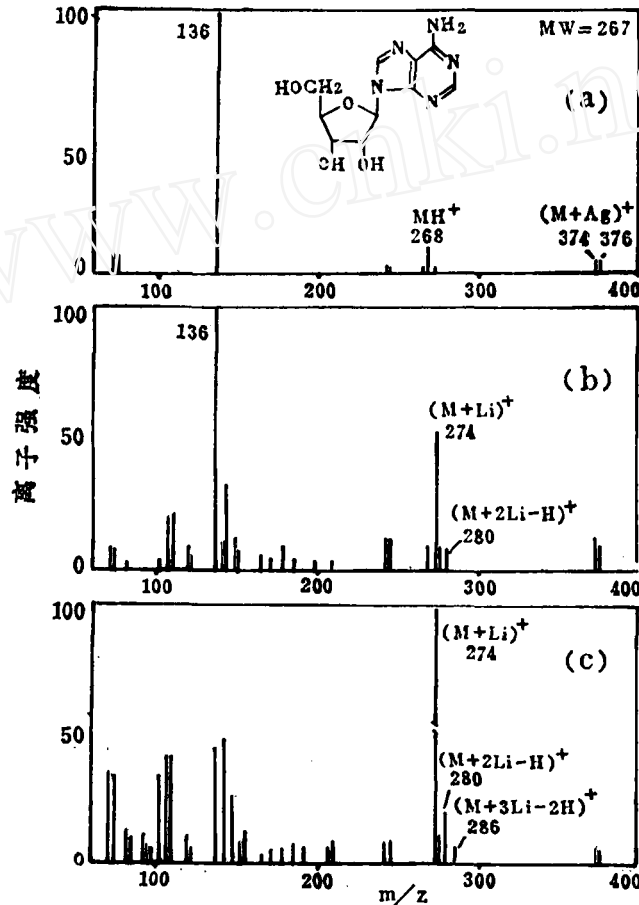 100
136
NH₂
MW=267
N
N
HOCH₂
O
N
N
(a)
50
OH
OH
MH⁺
268
(M+Ag)⁺
374
376
0
100
200
300
400
100
136
(b)
(M+Li)⁺
274
50
(M+2Li-H)⁺
280
0
100
200
300
400
离子强度
100
(M+Li)⁺
274
(c)
50
(M+2Li-H)⁺
280
(M+3Li-2H)⁺
286
0
100
200
300
400
m/z
www.cnki.n